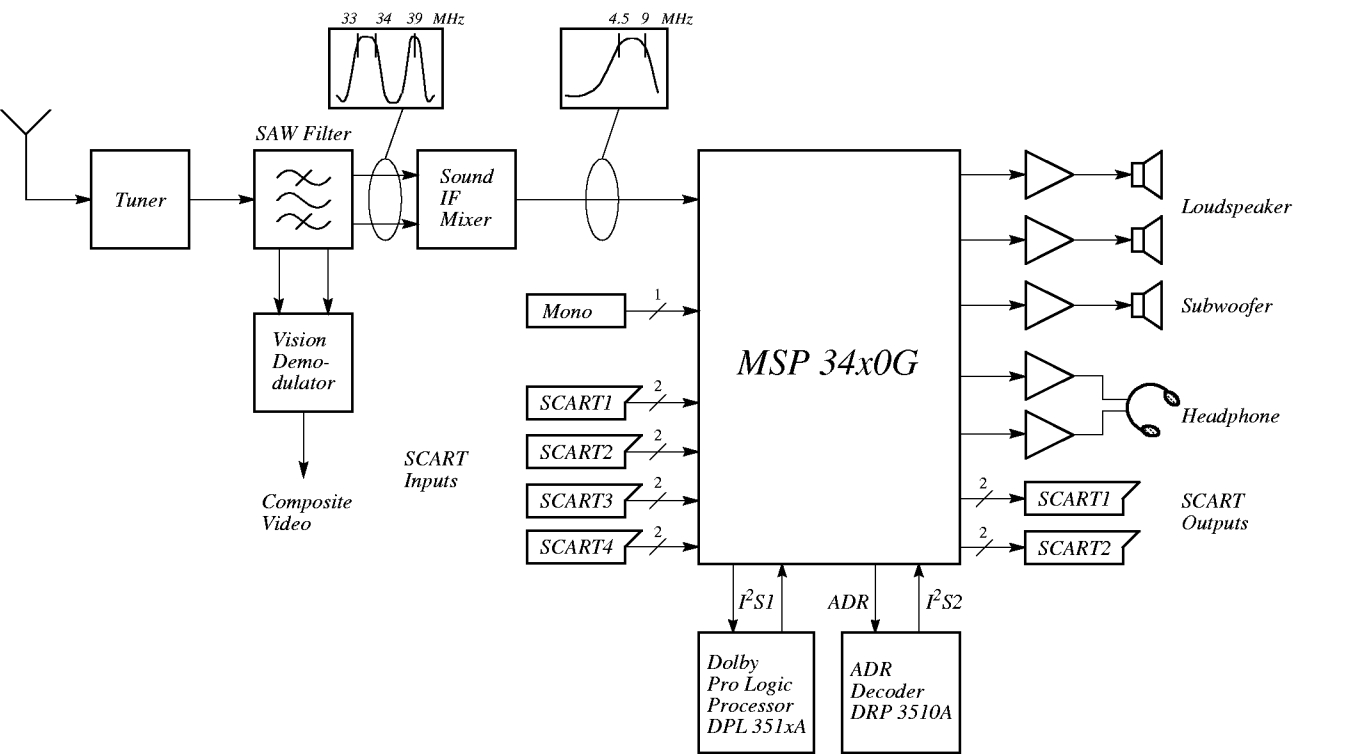 33 34 39 MHz
4.5 9 MHz
SAW Filter
Tuner
Sound
IF
Mixer
Loudspeaker
Mono
1
Subwoofer
Vision
Demo-
dulator
MSP 34x0G
SCART1
2
Headphone
SCART2
2
SCART
Inputs
SCART3
2
SCART4
2
Composite
Video
2
SCART1
2
SCART2
SCART
Outputs
I²S1
ADR
I²S2
Dolby
Pro Logic
Processor
DPL 351xA
ADR
Decoder
DRP 3510A